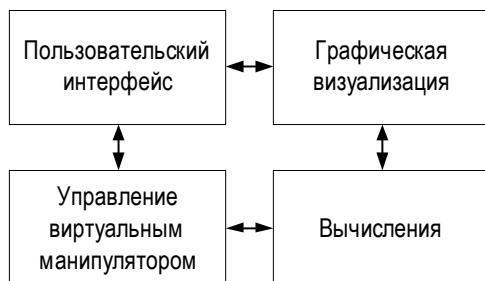 Пользовательский
интерфейс
Графическая
визуализация
Управление
виртуальным
манипулятором
Вычисления